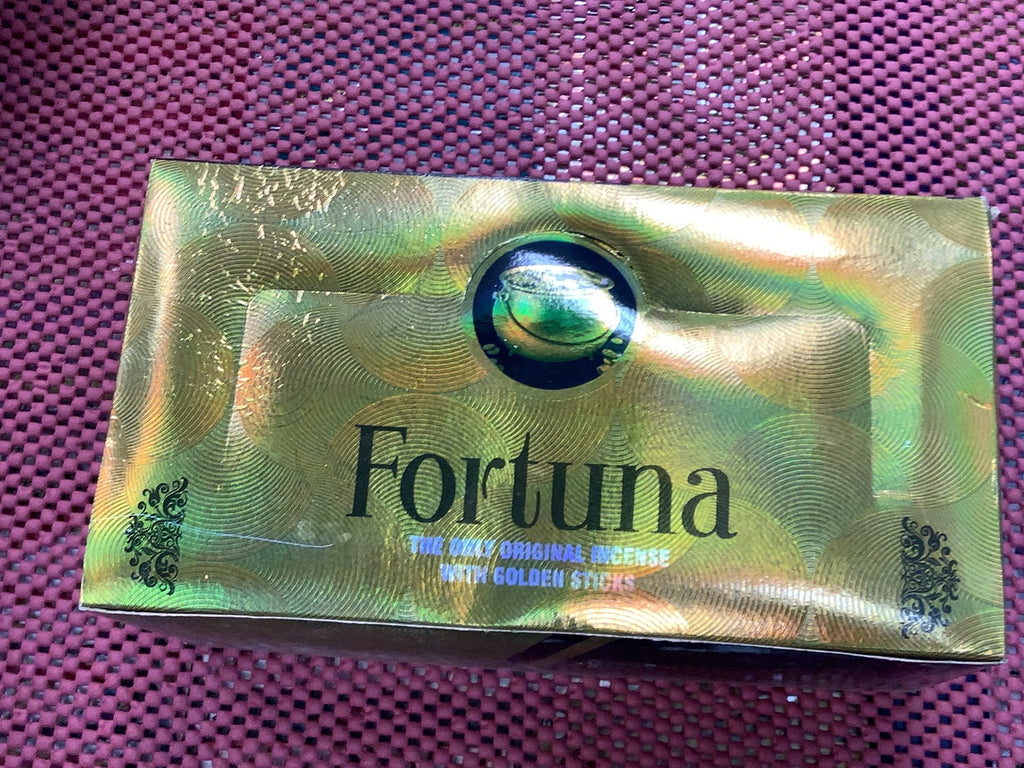 Fortuna
THE ONLY ORIGINAL INCENSE
WITH GOLDEN STICKS